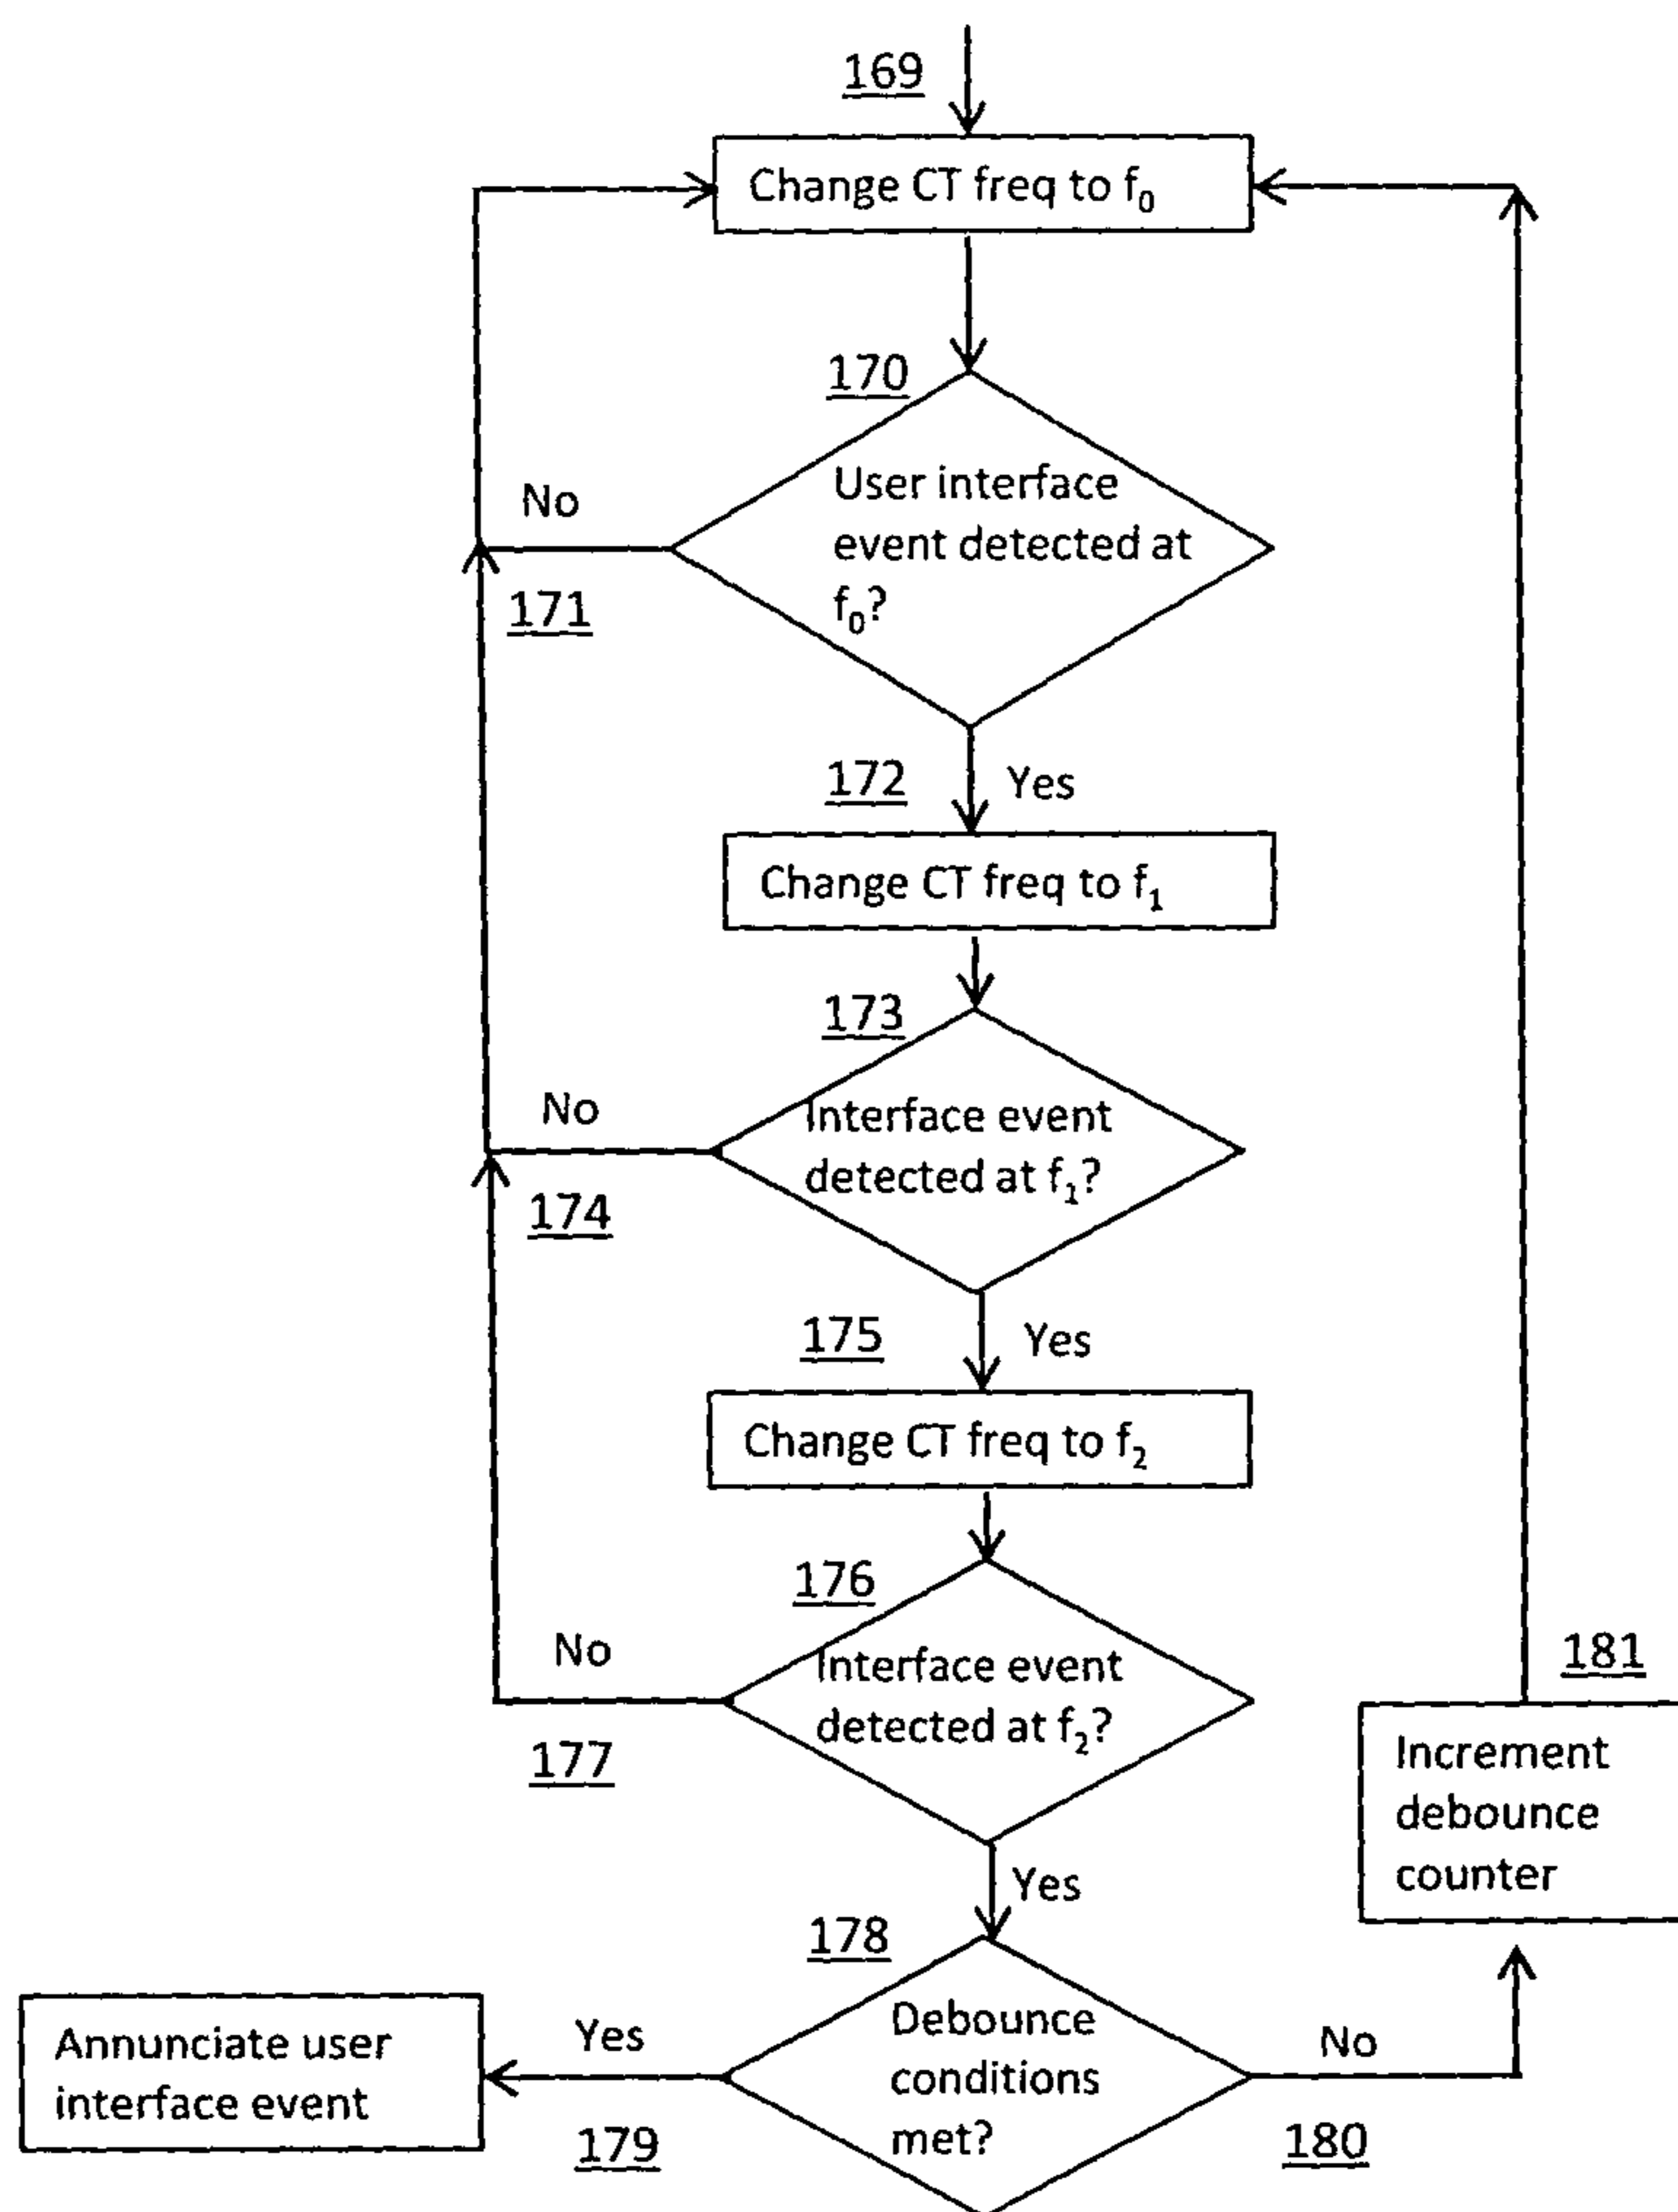 169
Change CT freq to f₀
170
User interface
event detected at
f₀?
No
171
172
Yes
Change CT freq to f₁
173
Interface event
detected at f₁?
No
174
175
Yes
Change CT freq to f₂
176
Interface event
detected at f₂?
No
177
181
Increment
debounce
counter
Yes
178
Debounce
conditions
met?
Yes
179
Annunciate user
interface event
No
180